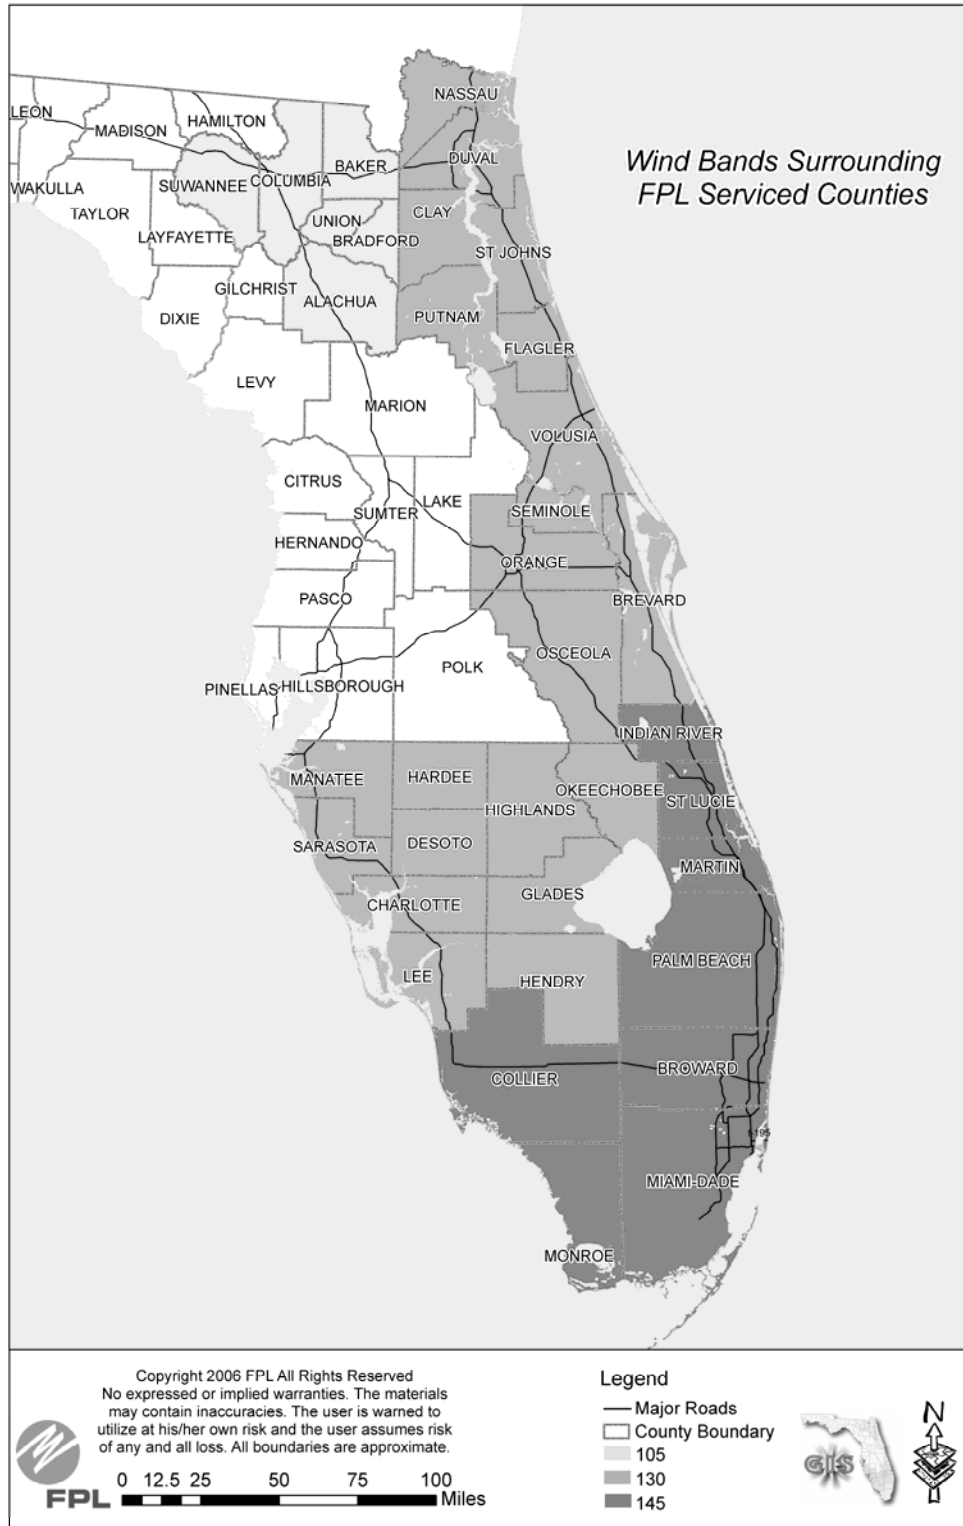 Wind Bands Surrounding
FPL Serviced Counties
NASSAU
LEON
HAMILTON
MADISON
DUVAL
BAKER
SUWANNEE
COLUMBIA
WAKULLA
TAYLOR
CLAY
UNION
LAYFAYETTE
BRADFORD
ST JOHNS
GILCHRIST
ALACHUA
DIXIE
PUTNAM
FLAGLER
LEVY
MARION
VOLUSIA
CITRUS
LAKE
SUMTER
SEMINOLE
HERNANDO
ORANGE
PASCO
BREVARD
OSCEOLA
POLK
PINELLAS
HILLSBOROUGH
INDIAN RIVER
MANATEE
HARDEE
OKEECHOBEE
ST LUCIE
HIGHLANDS
SARASOTA
DESOTO
MARTIN
CHARLOTTE
GLADES
PALM BEACH
LEE
HENDRY
BROWARD
COLLIER
I-195
MIAMI-DADE
MONROE
Copyright 2006 FPL All Rights Reserved
No expressed or implied warranties. The materials
may contain inaccuracies. The user is warned to
utilize at his/her own risk and the user assumes risk
of any and all loss. All boundaries are approximate.
FPL
0 12.5 25 50 75 100
Miles
Legend
Major Roads
County Boundary
105
130
145
GIS
N